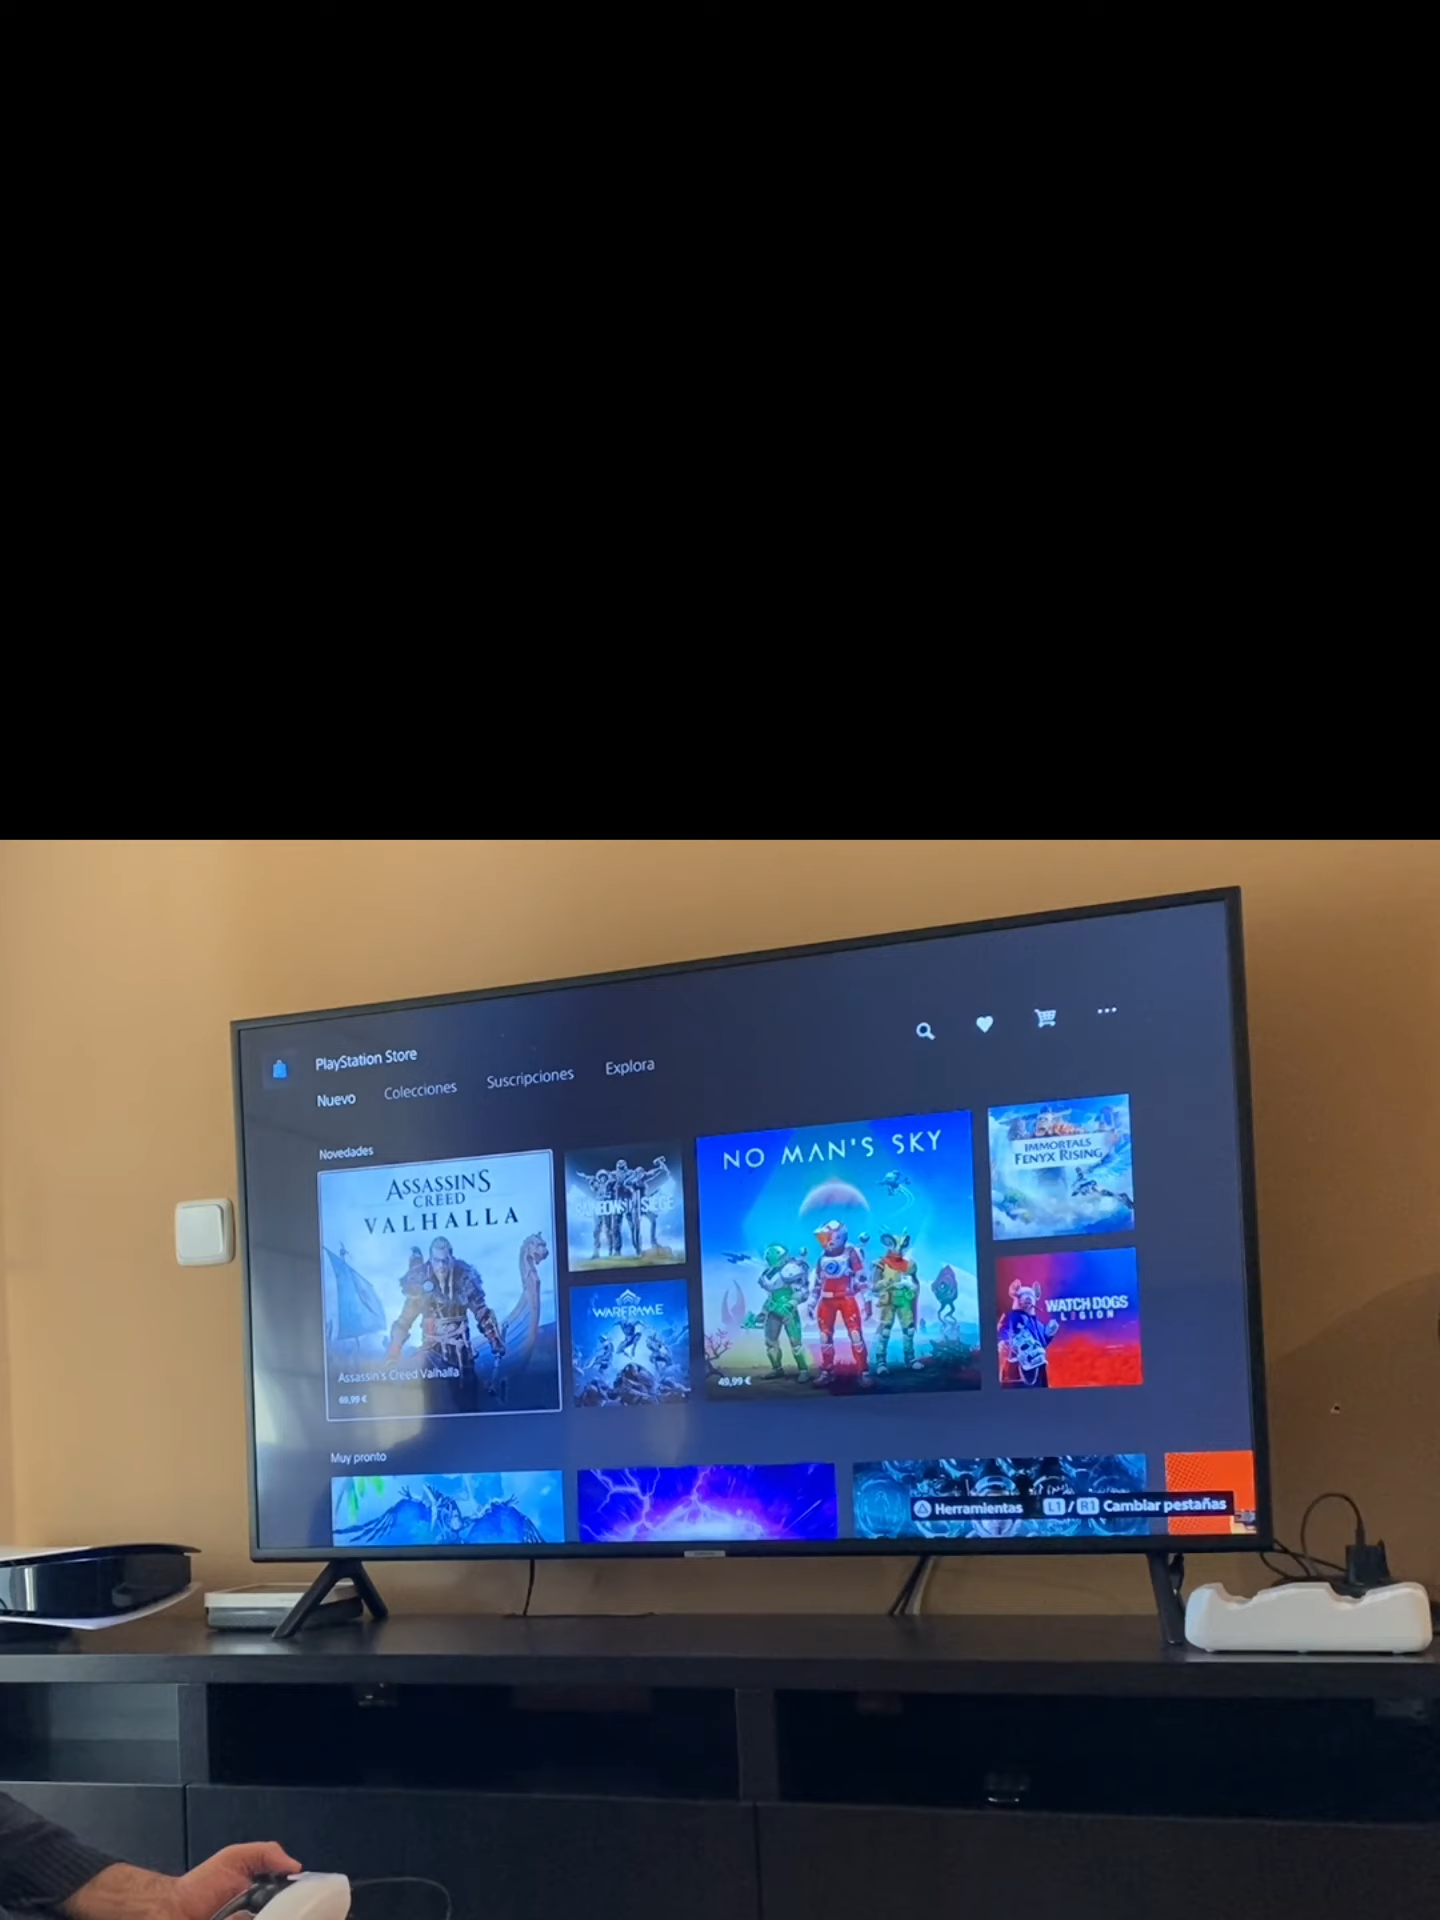 PlayStation Store
Nuevo Colecciones Suscripciones Explora
Novedades
ASSASSIN'S
CREED
VALHALLA
Assassin's Creed Valhalla
69,99 €
RAINBOW SIX SIEGE
WARFRAME
NO MAN'S SKY
49,99 €
IMMORTALS
FENYX RISING
WATCH DOGS
LEGION
Muy pronto
Herramientas L1 / R1 Cambiar pestañas